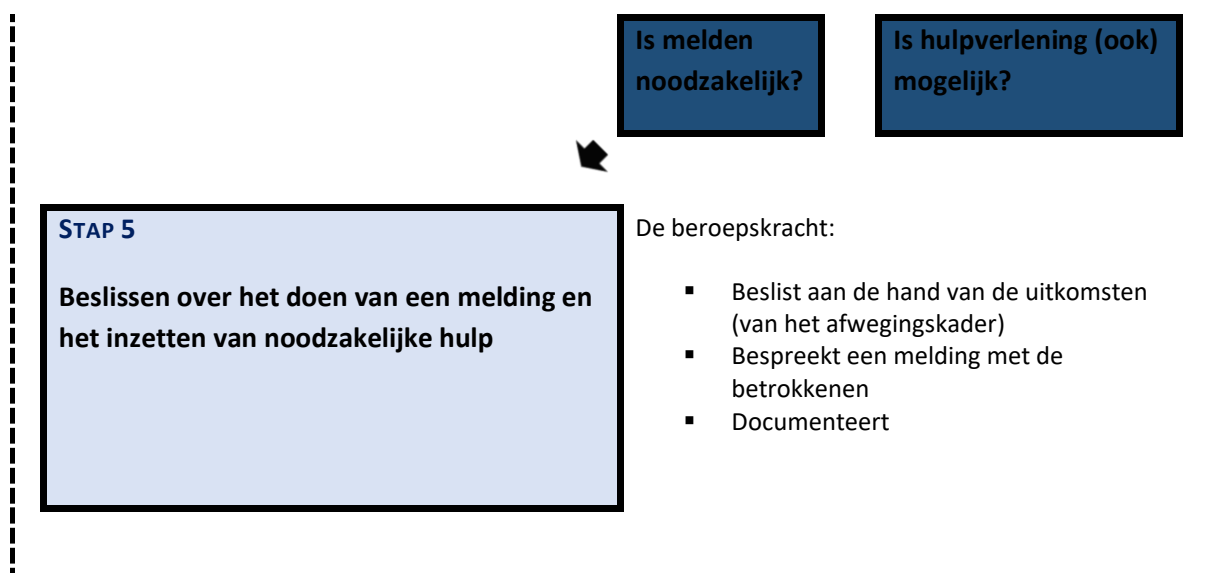 Is melden
noodzakelijk?
Is hulpverlening (ook)
mogelijk?
STAP 5
Beslissen over het doen van een melding en
het inzetten van noodzakelijke hulp
De beroepskracht:
▪ Beslist aan de hand van de uitkomsten
(van het afwegingskader)
▪ Bespreekt een melding met de
betrokkenen
▪ Documenteert